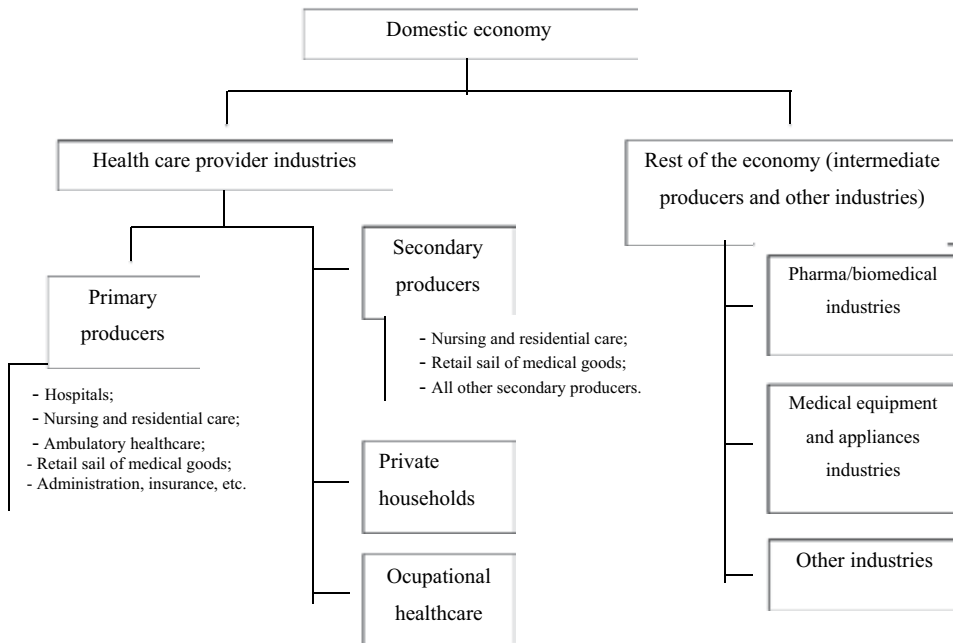 Domestic economy
Health care provider industries
Rest of the economy (intermediate
producers and other industries)
Primary
producers
- Hospitals;
- Nursing and residential care;
- Ambulatory healthcare;
- Retail sail of medical goods;
- Administration, insurance, etc.
Secondary
producers
- Nursing and residential care;
- Retail sail of medical goods;
- All other secondary producers.
Private
households
Ocupational
healthcare
Pharma/biomedical
industries
Medical equipment
and appliances
industries
Other industries